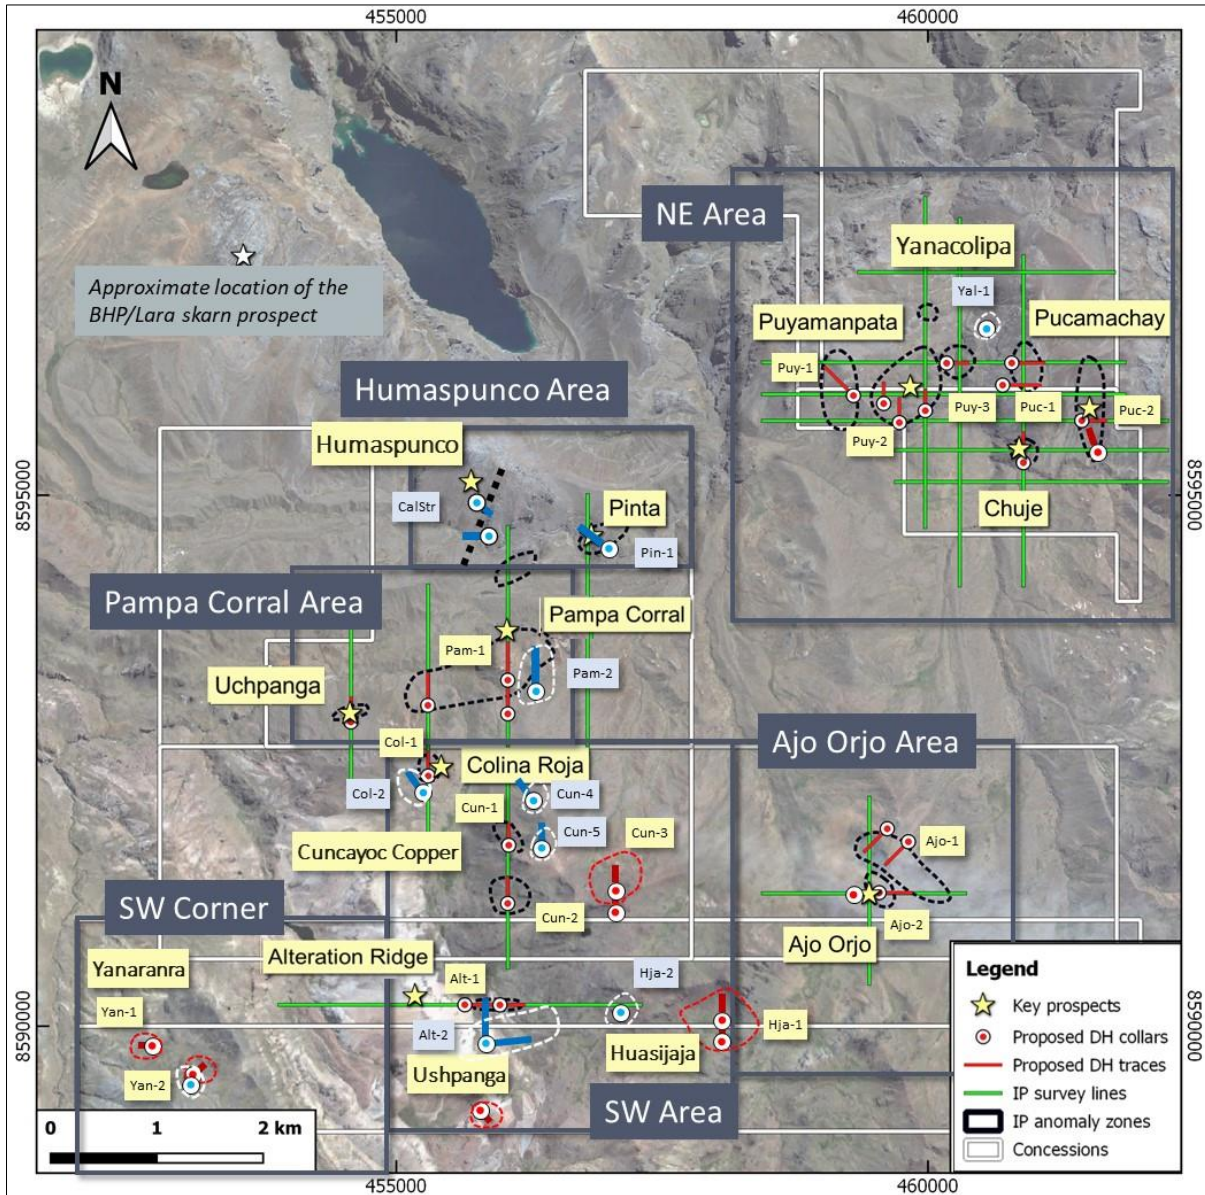 455000
460000
N
NE Area
Yanacolipa
Approximate location of the
BHP/Lara skarn prospect
Yal-1
Puyamanpata
Pucamachay
Puy-1
Humaspunco Area
Puy-3
Puc-1
Puc-2
Puy-2
Humaspunco
8595000
8595000
CalStr
Pinta
Chuje
Pin-1
Pampa Corral Area
Pampa Corral
Pam-1
Pam-2
Uchpanga
Col-1
Ajo Orjo Area
Colina Roja
Col-2
Cun-4
Cun-1
Cun-5
Cun-3
Ajo-1
Cuncayoc Copper
SW Corner
Cun-2
Ajo-2
Ajo Orjo
Alteration Ridge
Yanaranra
Legend
Alt-1
Hja-2
Key prospects
Yan-1
8590000
8590000
Proposed DH collars
Alt-2
Hja-1
Huasijaja
Proposed DH traces
Yan-2
Ushpanga
IP survey lines
SW Area
IP anomaly zones
0 1 2 km
Concessions
455000
460000